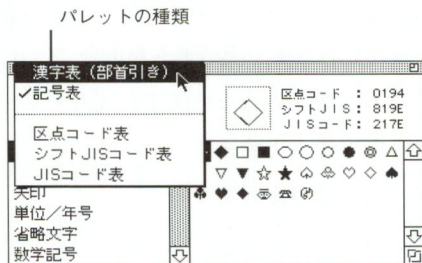 パレットの種類
漢字表（部首引き）
✓記号表
区点コード表
シフトJISコード表
JISコード表
区点コード : 0194
シフトJIS : 819E
JISコード : 217E
矢印
単位／年号
省略文字
数学記号